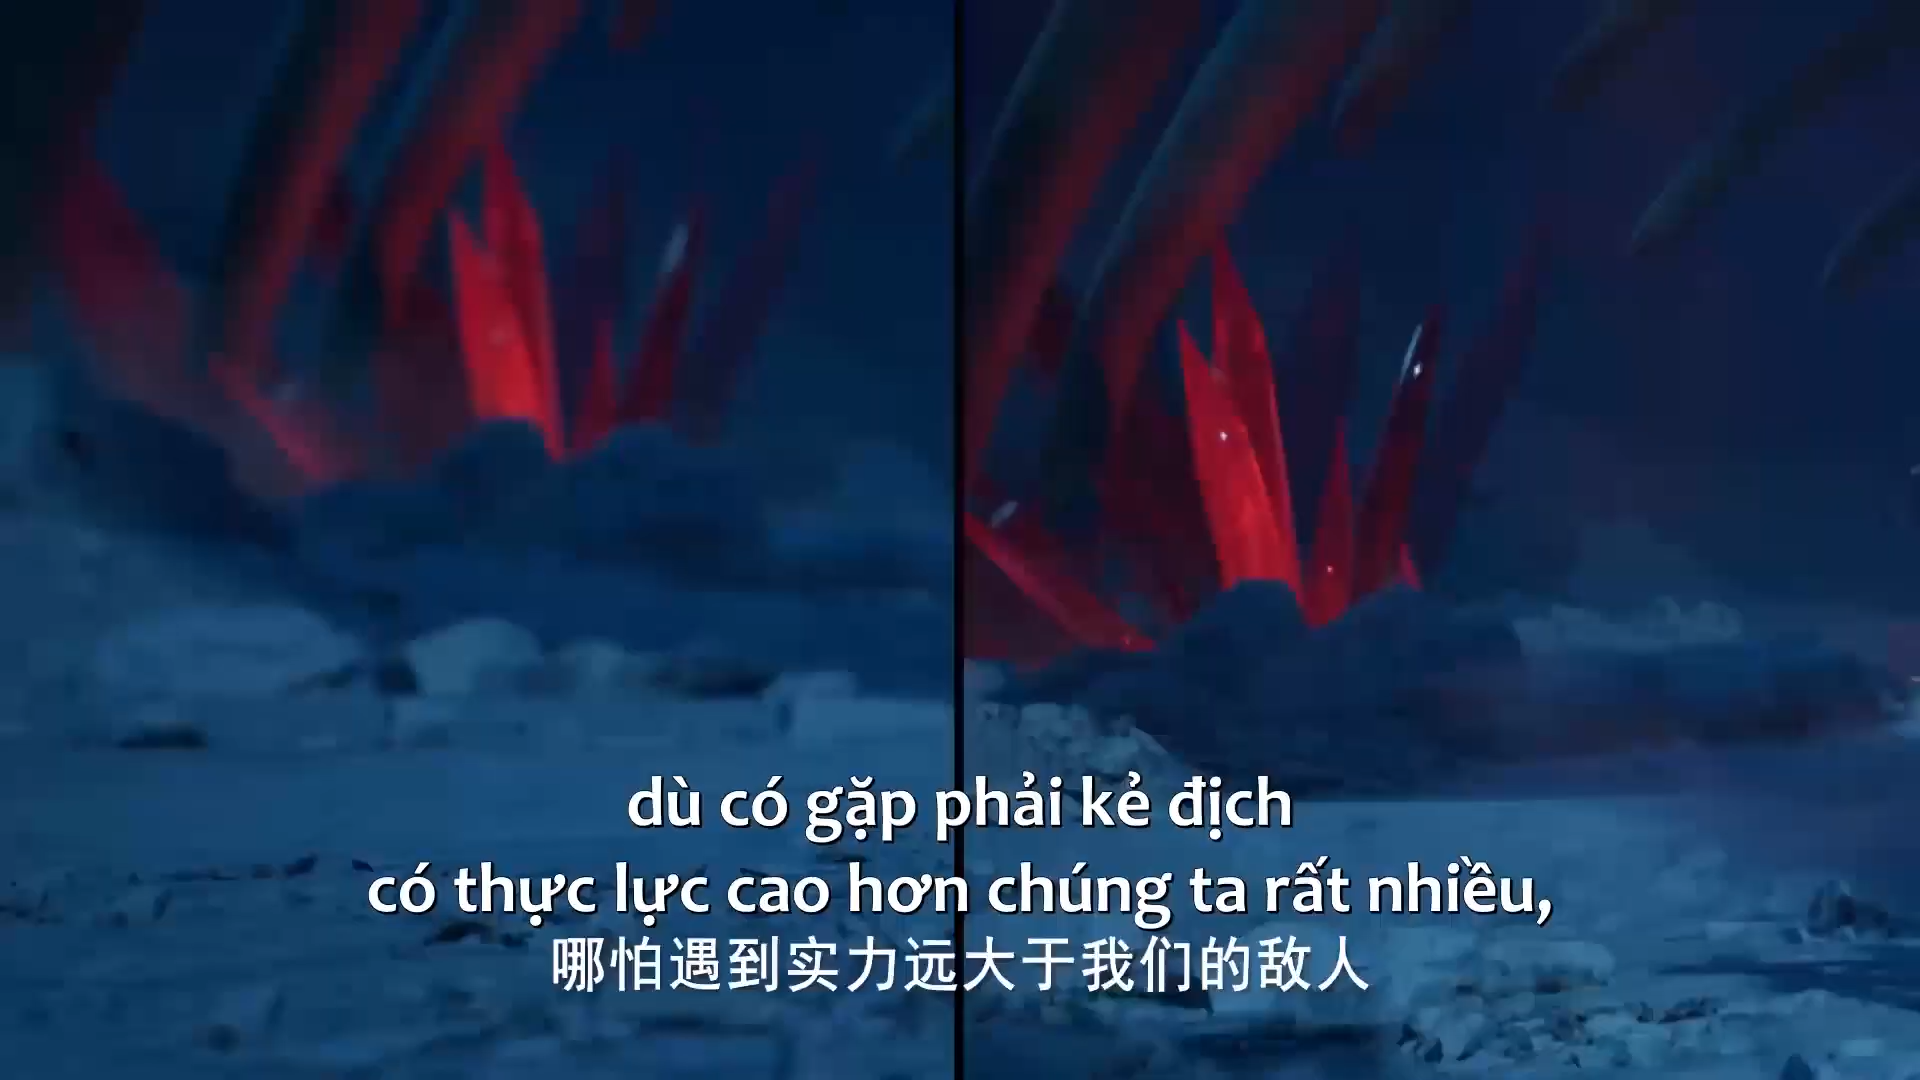 dù có gặp phải kẻ địch
có thực lực cao hơn chúng ta rất nhiều,
哪怕遇到实力远大于我们的敌人